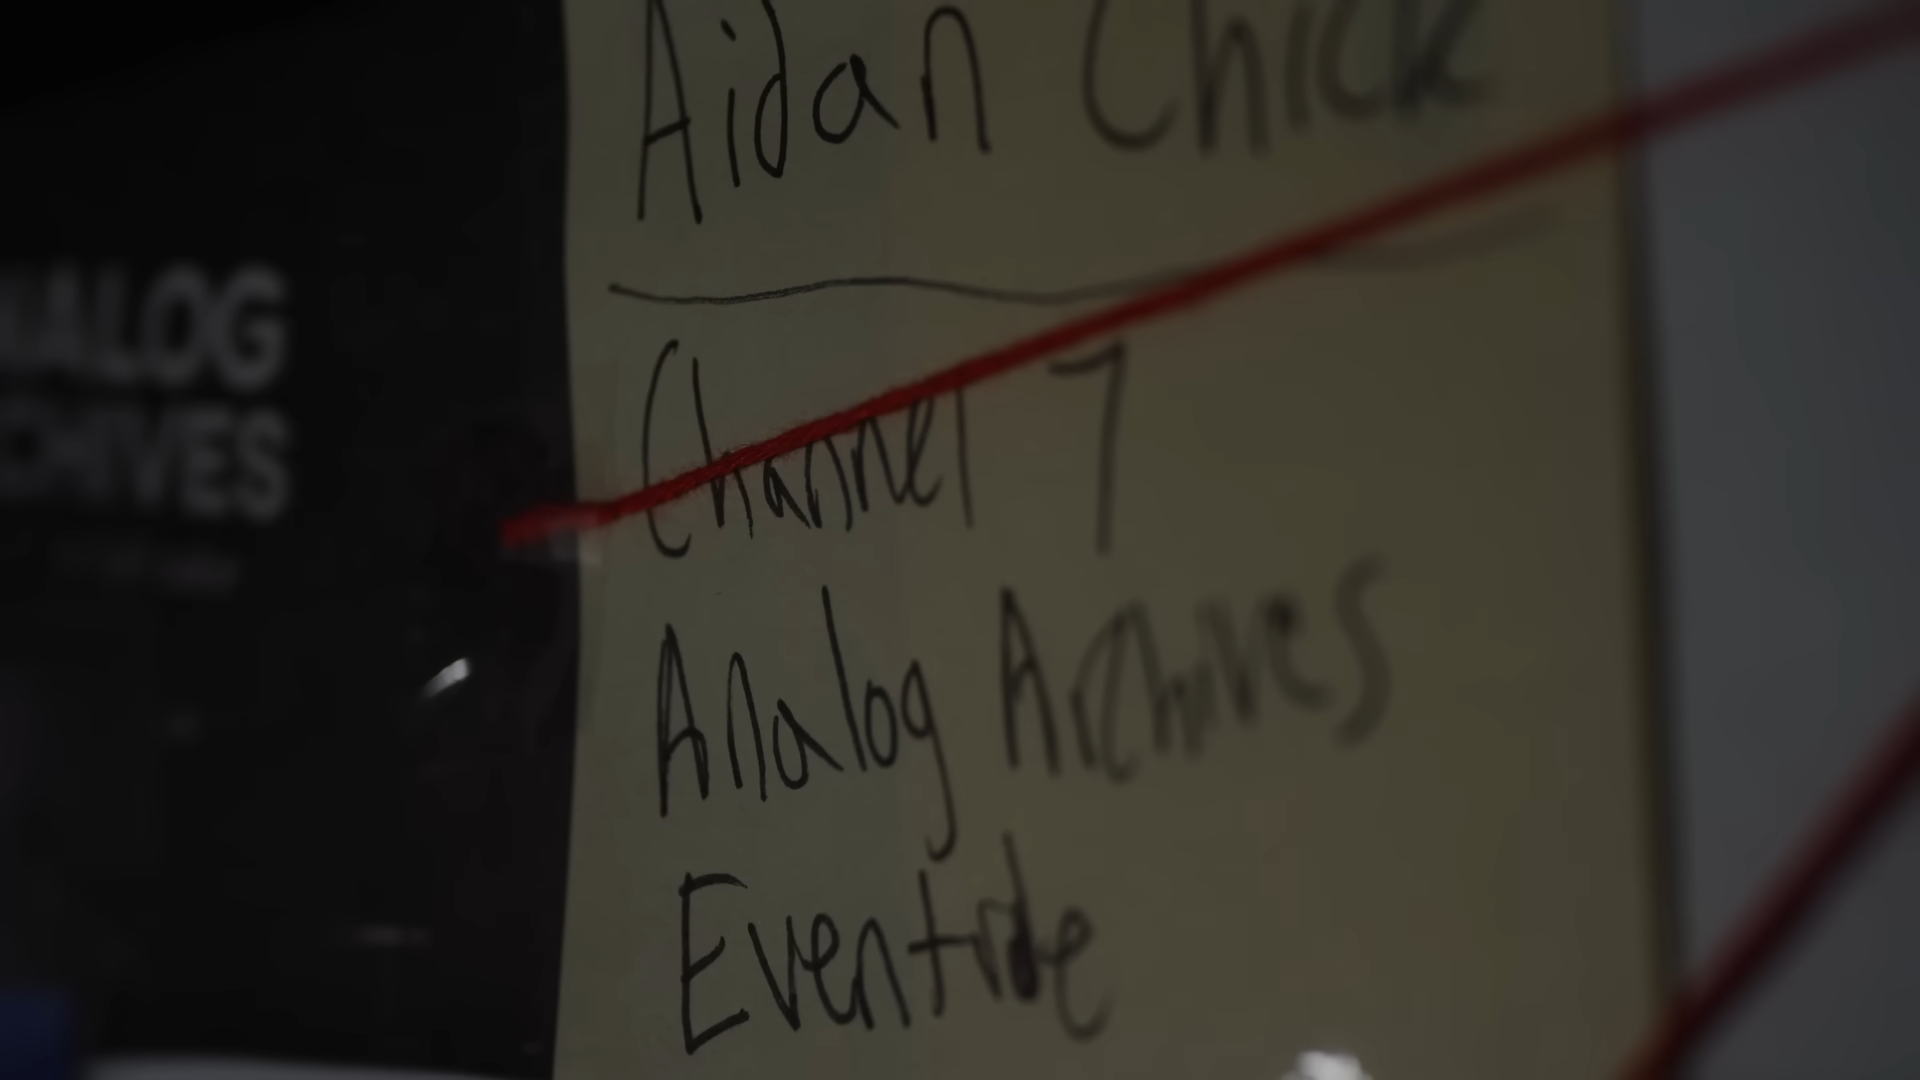 Aidan Chick
Channel 7
Analog Archives
Eventide
ALOG
CHIVES